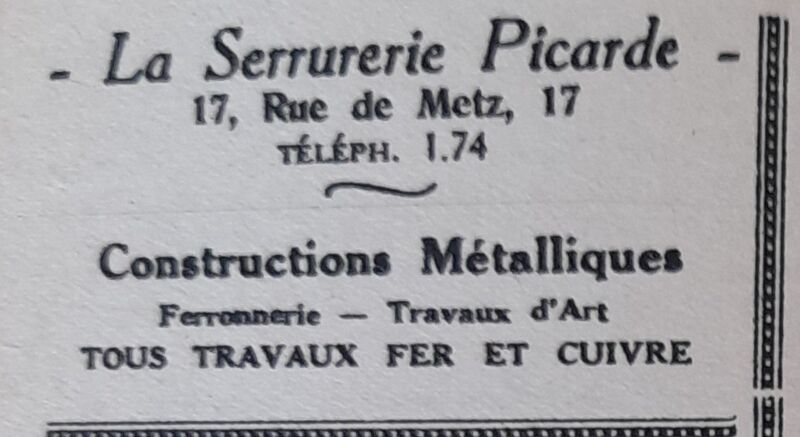 - La Serrurerie Picarde -
17, Rue de Metz, 17
TÉLÉPH. 1.74
Constructions Métalliques
Ferronnerie — Travaux d'Art
TOUS TRAVAUX FER ET CUIVRE